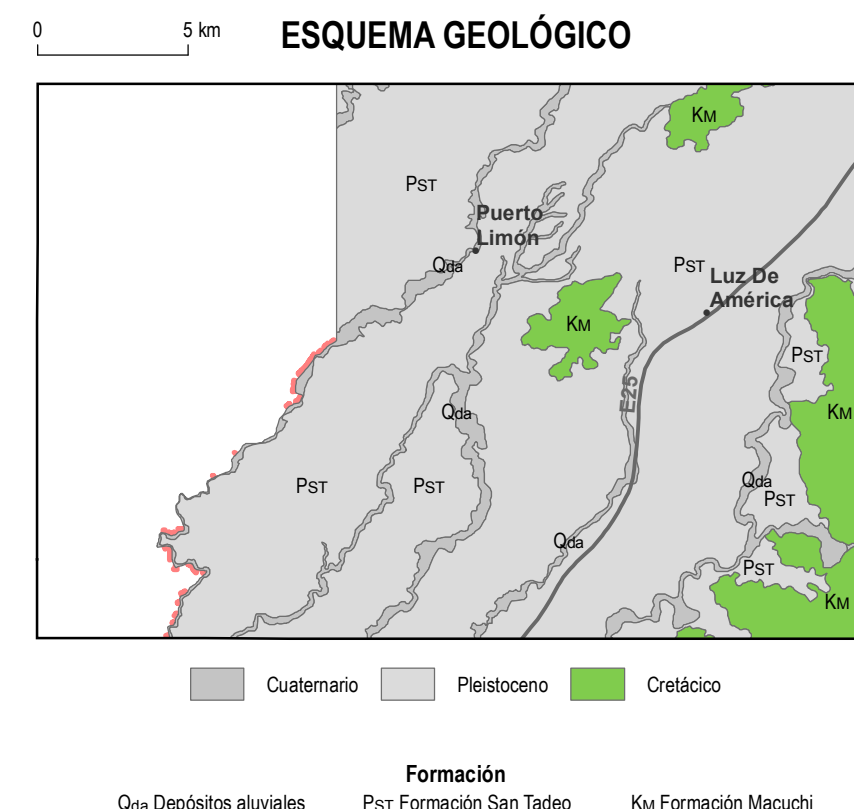 0 5 km ESQUEMA GEOLÓGICO
KM
PST
Puerto
Limón
Qda
PST
Luz De
América
KM
PST
E25
Qda
KM
PST
PST
Qda
PST
Qda
PST
KM
Cuaternario Pleistoceno Cretácico
Formación
Qda Depósitos aluviales PST Formación San Tadeo KM Formación Macuchi